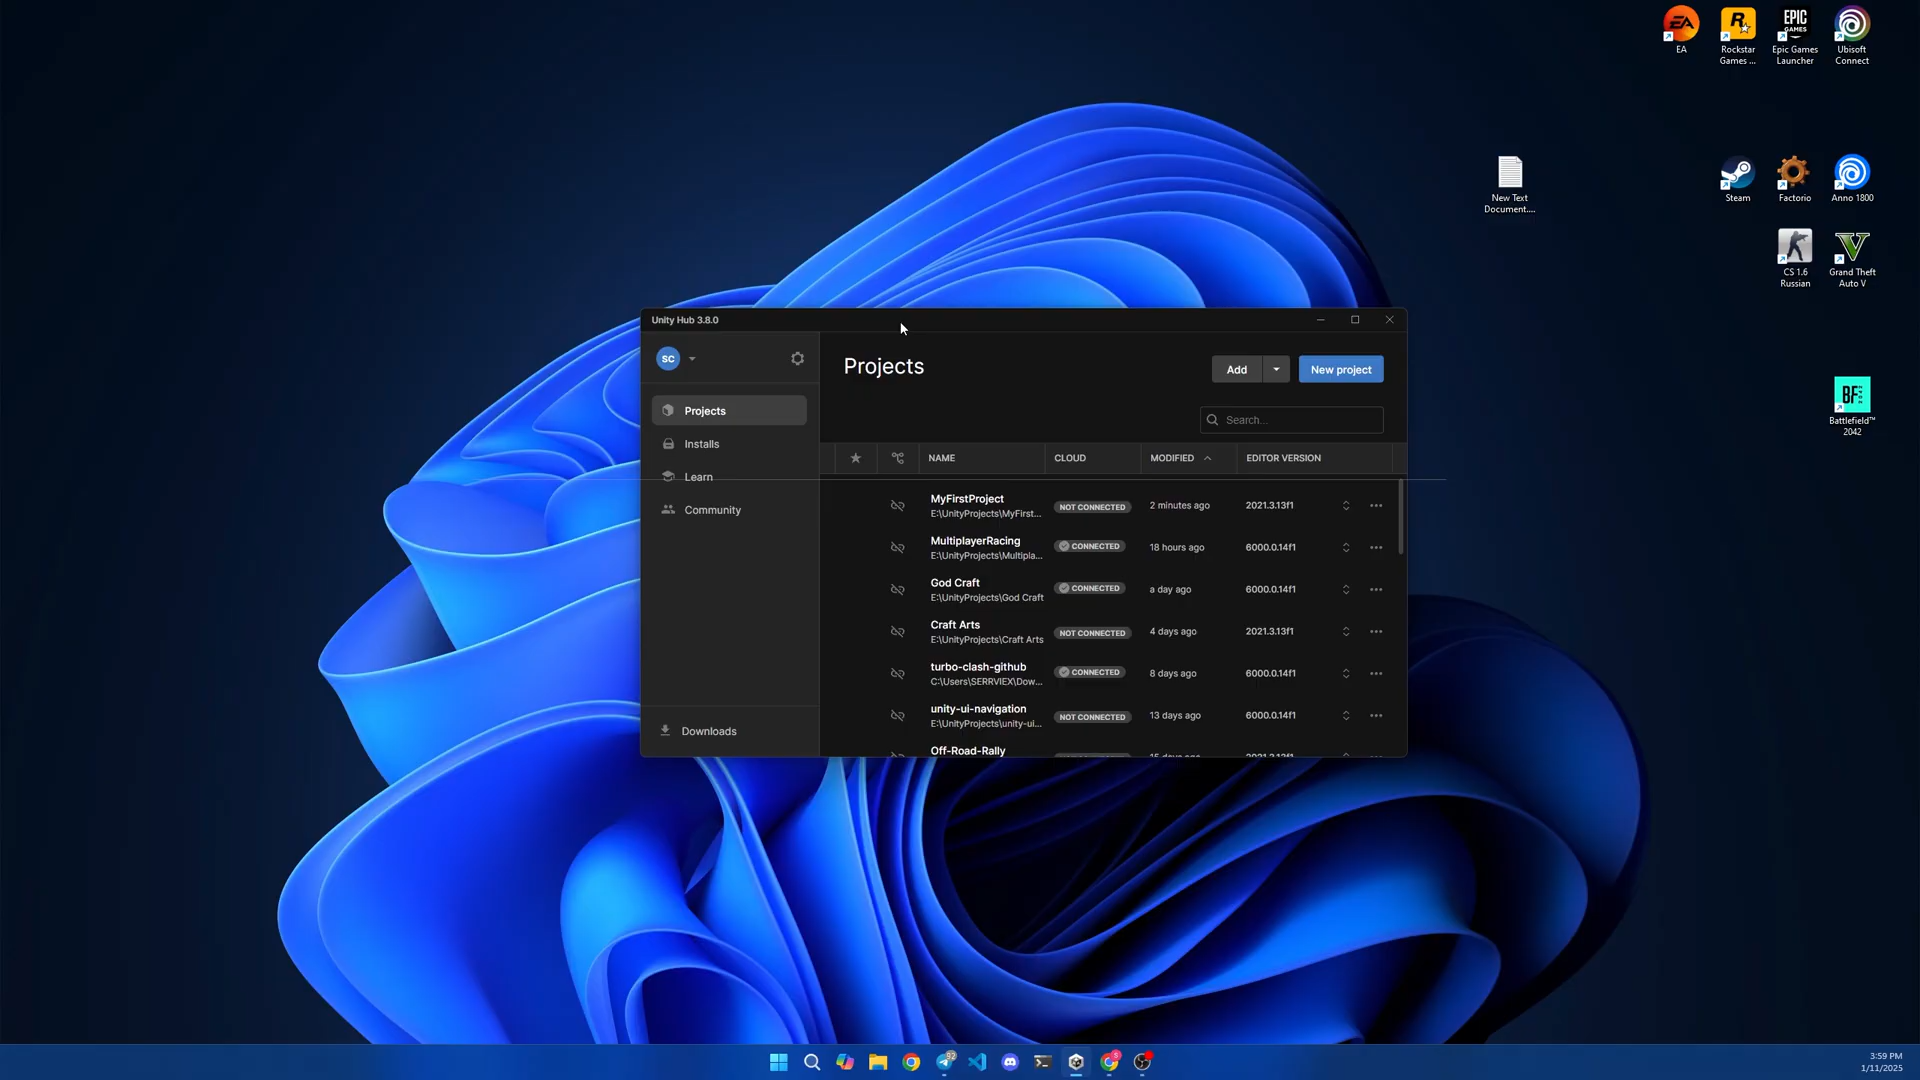 EA
Rockstar
Games ...
EPIC
GAMES
Epic Games
Launcher
Ubisoft
Connect
New Text
Document....
Steam
Factorio
Anno 1800
CS 1.6
Russian
Grand Theft
Auto V
BF
Battlefield™
2042
Unity Hub 3.8.0
SC
Projects
Installs
Learn
Community
Downloads
Projects
Add
New project
Search...
NAME CLOUD MODIFIED EDITOR VERSION
MyFirstProject
E:\UnityProjects\MyFirst...
NOT CONNECTED 2 minutes ago 2021.3.13f1
MultiplayerRacing
E:\UnityProjects\Multipla...
CONNECTED 18 hours ago 6000.0.14f1
God Craft
E:\UnityProjects\God Craft
CONNECTED a day ago 6000.0.14f1
Craft Arts
E:\UnityProjects\Craft Arts
NOT CONNECTED 4 days ago 2021.3.13f1
turbo-clash-github
C:\Users\SERRVIEX\Dow...
CONNECTED 8 days ago 6000.0.14f1
unity-ui-navigation
E:\UnityProjects\unity-ui...
NOT CONNECTED 13 days ago 6000.0.14f1
Off-Road-Rally
3:59 PM
1/11/2025